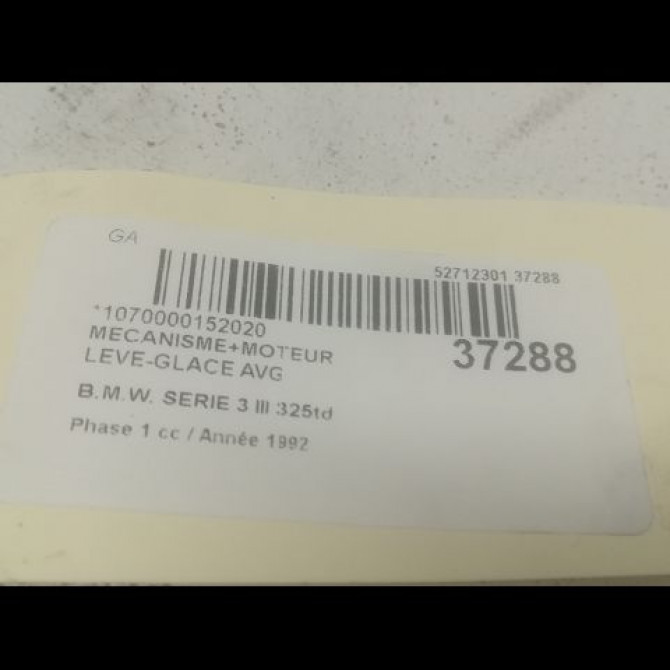 GA
52712301 37288
*1070000152020
MECANISME+MOTEUR
LEVE-GLACE AVG
37288
B.M.W. SERIE 3 III 325td
Phase 1 cc / Année 1992